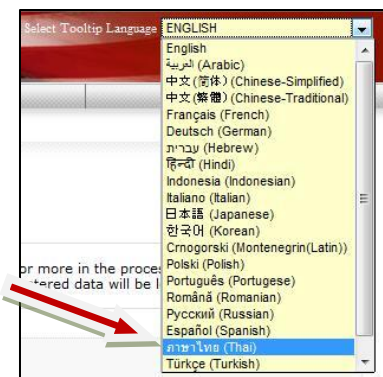 Select Tooltip Language ENGLISH
English
العربية (Arabic)
中文(简体) (Chinese-Simplified)
中文(繁體) (Chinese-Traditional)
Français (French)
Deutsch (German)
עברית (Hebrew)
हिन्दी (Hindi)
Indonesia (Indonesian)
Italiano (Italian)
日本語 (Japanese)
한국어 (Korean)
Crnogorski (Montenegrin(Latin))
Polski (Polish)
or more in the proces
Português (Portugese)
tered data will be l
Română (Romanian)
Русский (Russian)
Español (Spanish)
ภาษาไทย (Thai)
Türkçe (Turkish)